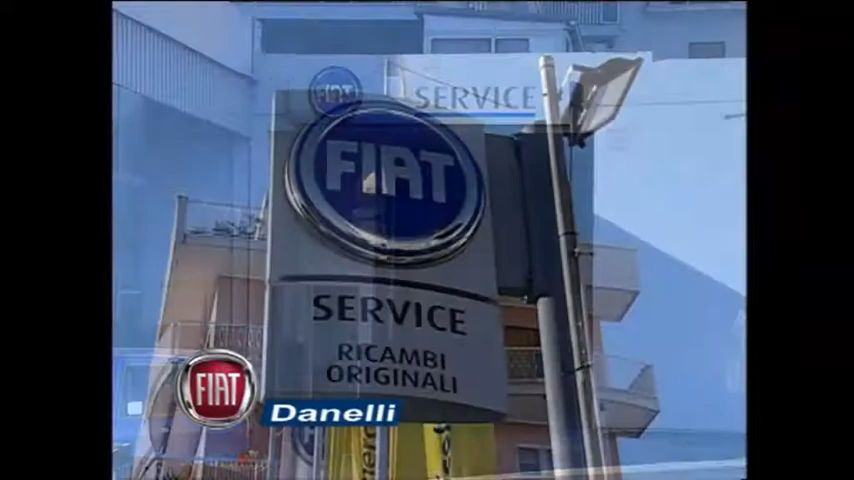 FIAT
SERVICE
FIAT
SERVICE
RICAMBI
ORIGINALI
FIAT
Danelli